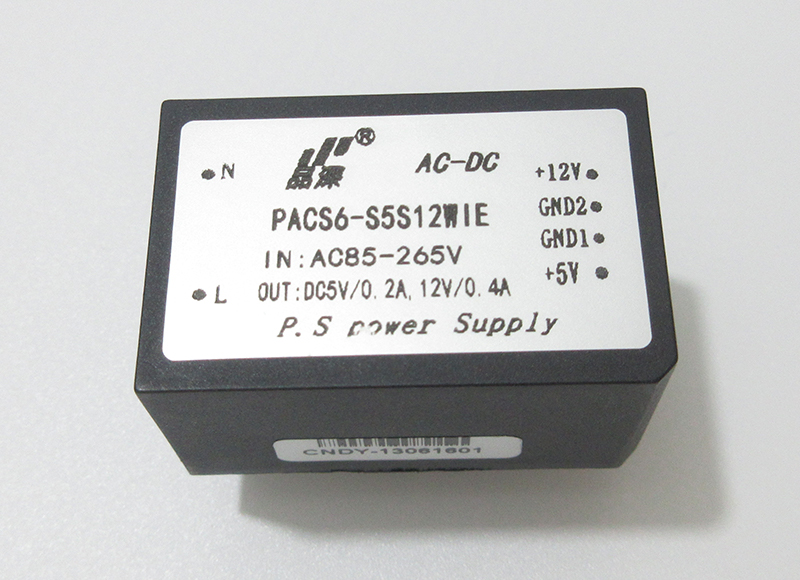 ® AC-DC
晶深
N +12V
PACS6-S5S12WIE GND2
IN:AC85-265V GND1
L OUT:DC5V/0.2A,12V/0.4A +5V
P.S power Supply
CNDY-13061601